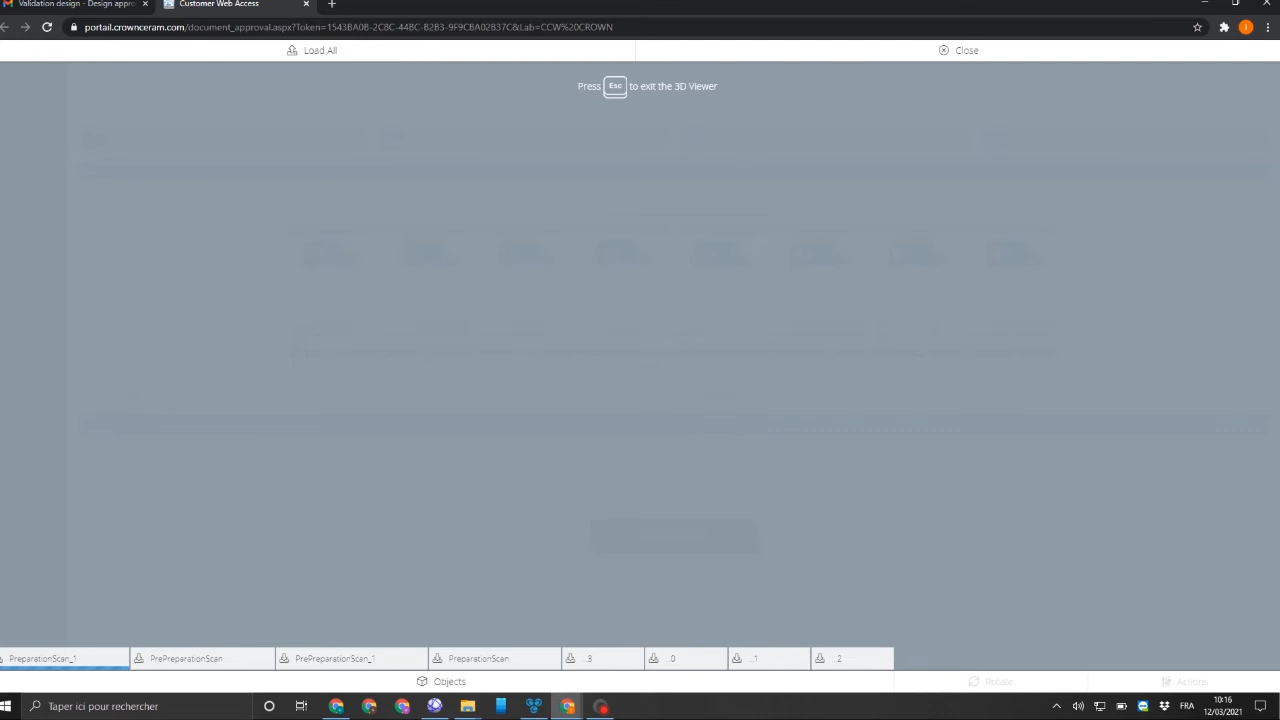 Validation design - Design appro
Customer Web Access
portail.crownceram.com/document_approval.aspx?Token=1543BA0B-2C8C-44BC-B2B3-9F9CBA02B37C&Lab=CCW%20CROWN
Load All
Close
Press Esc to exit the 3D Viewer
PreparationScan_1
PrePreparationScan
PrePreparationScan_1
PreparationScan
...3
...0
...1
...2
Objects
Rotate
Actions
Taper ici pour rechercher
FRA
10:16
12/03/2021